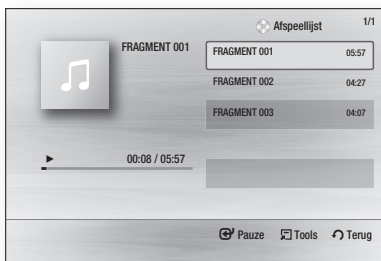 Afspeellijst 1/1
FRAGMENT 001
FRAGMENT 001 05:57
FRAGMENT 002 04:27
FRAGMENT 003 04:07
00:08 / 05:57
Pauze Tools Terug